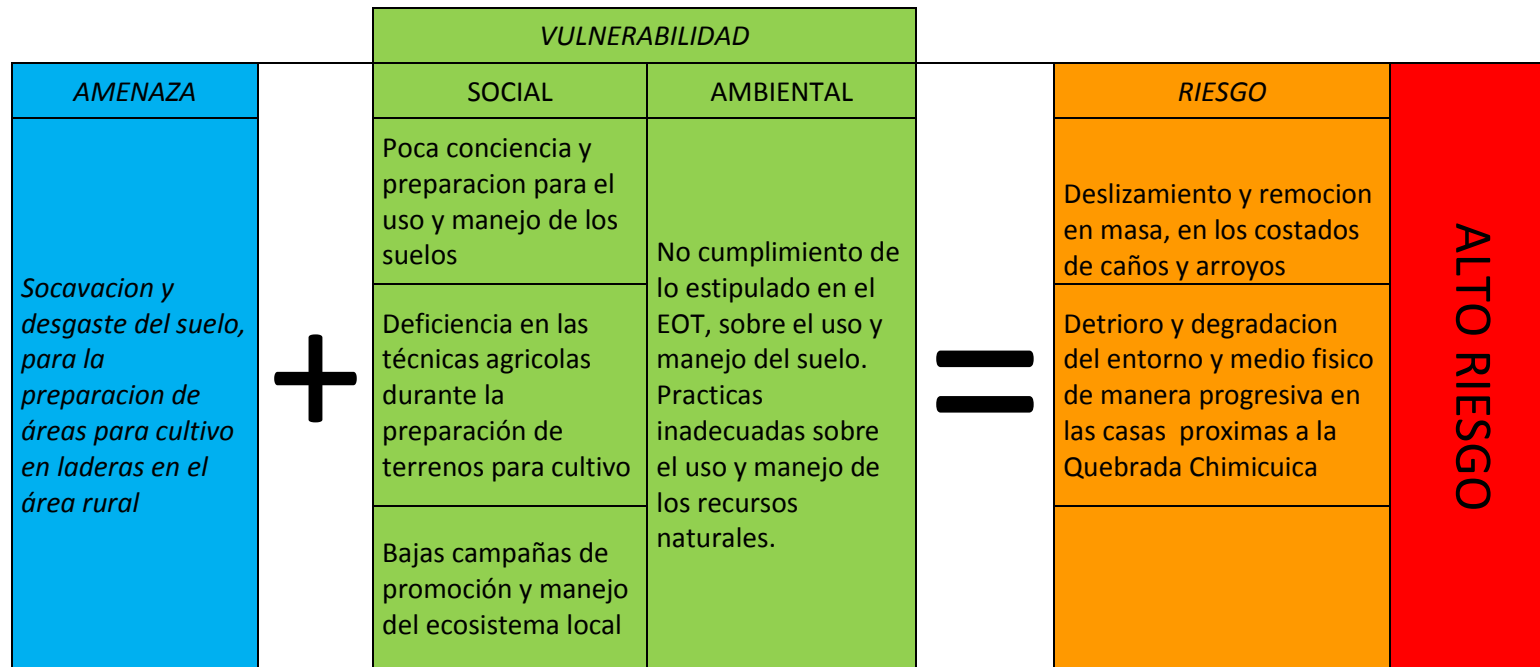 VULNERABILIDAD
AMENAZA
SOCIAL
AMBIENTAL
RIESGO
Socavacion y
desgaste del suelo,
para la
preparacion de
áreas para cultivo
en laderas en el
área rural
+
Poca conciencia y
preparacion para el
uso y manejo de los
suelos
Deficiencia en las
técnicas agricolas
durante la
preparación de
terrenos para cultivo
Bajas campañas de
promoción y manejo
del ecosistema local
No cumplimiento de
lo estipulado en el
EOT, sobre el uso y
manejo del suelo.
Practicas
inadecuadas sobre
el uso y manejo de
los recursos
naturales.
=
Deslizamiento y remocion
en masa, en los costados
de caños y arroyos
Detrioro y degradacion
del entorno y medio fisico
de manera progresiva en
las casas proximas a la
Quebrada Chimicuica
ALTO RIESGO